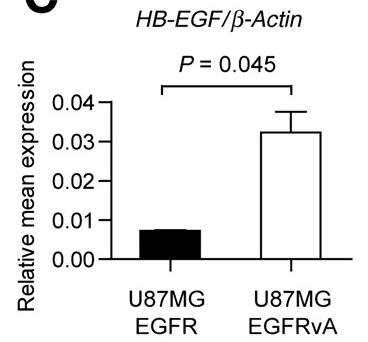 C
HB-EGF/β-Actin
P = 0.045
Relative mean expression
0.04
0.03
0.02
0.01
0.00
U87MG
EGFR
U87MG
EGFRvA